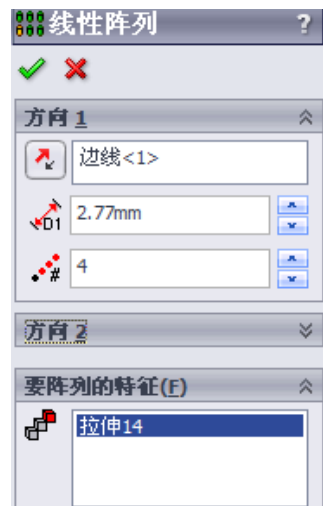 线性阵列 ?
方向 1
边线<1>
D1 2.77mm
# 4
方向 2
要阵列的特征(F)
拉伸14